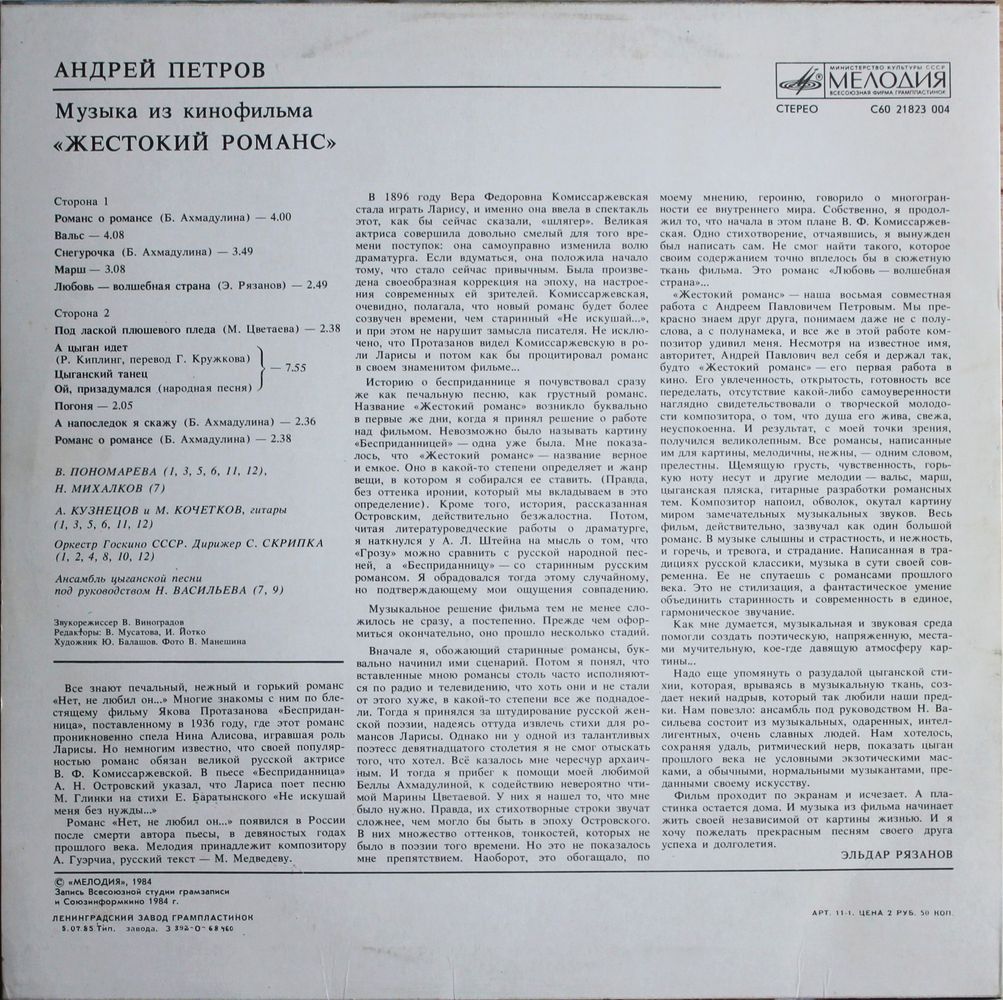 АНДРЕЙ ПЕТРОВ
Музыка из кинофильма
«ЖЕСТОКИЙ РОМАНС»
МИНИСТЕРСТВО КУЛЬТУРЫ СССР
МЕЛОДИЯ
ВСЕСОЮЗНАЯ ФИРМА ГРАМПЛАСТИНОК
СТЕРЕО С60 21823 004
Сторона 1
Романс о романсе (Б. Ахмадулина) — 4.00
Вальс — 4.08
Снегурочка (Б. Ахмадулина) — 3.49
Марш — 3.08
Любовь — волшебная страна (Э. Рязанов) — 2.49
Сторона 2
Под лаской плюшевого пледа (М. Цветаева) — 2.38
А цыган идет
(Р. Киплинг, перевод Г. Кружкова)
Цыганский танец
— 7.55
Ой, призадумался (народная песня)
Погоня — 2.05
А напоследок я скажу (Б. Ахмадулина) — 2.36
Романс о романсе (Б. Ахмадулина) — 2.38
В. ПОНОМАРЕВА (1, 3, 5, 6, 11, 12),
Н. МИХАЛКОВ (7)
А. КУЗНЕЦОВ и М. КОЧЕТКОВ, гитары
(1, 3, 5, 6, 11, 12)
Оркестр Госкино СССР. Дирижер С. СКРИПКА
(1, 2, 4, 8, 10, 12)
Ансамбль цыганской песни
под руководством Н. ВАСИЛЬЕВА (7, 9)
Звукорежиссер В. Виноградов
Редакторы: В. Мусатова, И. Йотко
Художник Ю. Балашов. Фото В. Манешина
Все знают печальный, нежный и горький романс
«Нет, не любил он...» Многие знакомы с ним по бле-
стящему фильму Якова Протазанова «Бесприданн-
ница», поставленному в 1936 году, где этот романс
проникновенно спела Нина Алисова, игравшая роль
Ларисы. Но немногим известно, что своей популяр-
ностью романс обязан великой русской актрисе
В. Ф. Комиссаржевской. В пьесе «Бесприданница»
А. Н. Островский указал, что Лариса поет романс
М. Глинки на стихи Е. Баратынского «Не искушай
меня без нужды...»
Романс «Нет, не любил он...» появился в России
после смерти автора пьесы, в девяностых годах
прошлого века. Мелодия принадлежит композитору
А. Гуэрчиа, русский текст — М. Медведеву.
В 1896 году Вера Федоровна Комиссаржевская
стала играть Ларису, и именно она ввела в спектакль
этот, как бы сейчас сказали, «шлягер». Великая
актриса совершила довольно смелый для того вре-
мени поступок: она самоуправно изменила волю
драматурга. Если вдуматься, она положила начало
тому, что стало сейчас привычным. Была произве-
дена своеобразная коррекция на эпоху, на настрое-
ния современных ей зрителей. Комиссаржевская,
очевидно, полагала, что новый романс будет более
созвучен времени, чем старинный «Не искушай...»,
и при этом не нарушит замысла писателя. Не исклю-
чено, что Протазанов видел Комиссаржевскую в ро-
ли Ларисы и потом как бы процитировал романс
в своем знаменитом фильме...
Историю о бесприданнице я почувствовал сразу
же как печальную песню, как грустный романс.
Название «Жестокий романс» возникло буквально
в первые же дни, когда я принял решение о работе
над фильмом. Невозможно было называть картину
«Бесприданницей» — одна уже была. Мне показа-
лось, что «Жестокий романс» — название верное
и емкое. Оно в какой-то степени определяет и жанр
вещи, в котором я собирался ее ставить. (Правда,
без оттенка иронии, который мы вкладываем в это
определение). Кроме того, история, рассказанная
Островским, действительно безжалостна. Потом,
читая литературоведческие работы о драматурге,
я наткнулся у А. Л. Штейна на мысль о том, что
«Грозу» можно сравнить с русской народной пес-
ней, а «Бесприданницу» — со старинным русским
романсом. Я обрадовался тогда этому случайному,
но подтверждающему мои ощущения совпадению.
Музыкальное решение фильма тем не менее сло-
жилось не сразу, а постепенно. Прежде чем офор-
миться окончательно, оно прошло несколько стадий.
Вначале я, обожающий старинные романсы, бук-
вально начинил ими сценарий. Потом я понял, что
вставленные мною романсы столь часто исполняют-
ся по радио и телевидению, что хоть они и не стали
от этого хуже, в какой-то степени все же поднадое-
ли. Тогда я принялся за штудирование русской жен-
ской поэзии, надеясь оттуда извлечь стихи для ро-
мансов Ларисы. Однако ни у одной из талантливых
поэтесс девятнадцатого столетия я не смог отыскать
того, что хотел. Всё казалось мне чересчур архаич-
ным. И тогда я прибег к помощи моей любимой
Беллы Ахмадулиной, к содействию невероятно чти-
мой Марины Цветаевой. У них я нашел то, что мне
было нужно. Правда, их стихотворные строки звучат
сложнее, чем могло бы быть в эпоху Островского.
В них множество оттенков, тонкостей, которых не
было в поэзии того времени. Но это не показалось
мне препятствием. Наоборот, это обогащало, по
моему мнению, героиню, говорило о многогран-
ности ее внутреннего мира. Собственно, я продол-
жил то, что начала в этом плане В. Ф. Комиссаржев-
ская. Одно стихотворение, отчаявшись, я вынужден
был написать сам. Не смог найти такого, которое
своим содержанием точно вплелось бы в сюжетную
ткань фильма. Это романс «Любовь — волшебная
страна»...
«Жестокий романс» — наша восьмая совместная
работа с Андреем Павловичем Петровым. Мы пре-
красно знаем друг друга, понимаем даже не с полу-
слова, а с полунамека, и все же в этой работе ком-
позитор удивил меня. Несмотря на известное имя,
авторитет, Андрей Павлович вел себя и держал так,
будто «Жестокий романс» — его первая работа в
кино. Его увлеченность, открытость, готовность все
переделать, отсутствие какой-либо самоуверенности
наглядно свидетельствовали о творческой молодо-
сти композитора, о том, что душа его жива, свежа,
неуспокоенна. И результат, с моей точки зрения,
получился великолепным. Все романсы, написанные
им для картины, мелодичны, нежны, — одним словом,
прелестны. Щемящую грусть, чувственность, горь-
кую ноту несут и другие мелодии — вальс, марш,
цыганская пляска, гитарные разработки романсных
тем. Композитор напоил, обволок, окутал картину
миром замечательных музыкальных звуков. Весь
фильм, действительно, зазвучал как один большой
романс. В музыке слышны и страстность, и нежность,
и горечь, и тревога, и страдание. Написанная в тра-
дициях русской классики, музыка в сути своей сов-
ременна. Ее не спутаешь с романсами прошлого
века. Это не стилизация, а фантастическое умение
объединить старинность и современность в единое,
гармоническое звучание.
Как мне думается, музыкальная и звуковая среда
помогли создать поэтическую, напряженную, места-
ми мучительную, кое-где давящую атмосферу кар-
тины...
Надо еще упомянуть о разудалой цыганской сти-
хии, которая, врываясь в музыкальную ткань, соз-
дает некий надрыв, который так любили наши пред-
ки. Нам повезло: ансамбль под руководством Н. Ва-
сильева состоит из музыкальных, одаренных, интел-
лигентных, очень славных людей. Нам хотелось,
сохраняя удаль, ритмический нерв, показать цыган
прошлого века не условными экзотическими мас-
ками, а обычными, нормальными музыкантами, пре-
данными своему искусству.
Фильм проходит по экранам и исчезает. А пла-
стинка остается дома. И музыка из фильма начинает
жить своей независимой от картины жизнью. И я
хочу пожелать прекрасным песням своего друга
успеха и долголетия.
ЭЛЬДАР РЯЗАНОВ
© «МЕЛОДИЯ», 1984
Запись Всесоюзной студии грамзаписи
и Союзинформкино 1984 г.
ЛЕНИНГРАДСКИЙ ЗАВОД ГРАМПЛАСТИНОК
5.07.85 Тип. завода. З 392-0-68460
АРТ. 11-1. ЦЕНА 2 РУБ. 50 КОП.